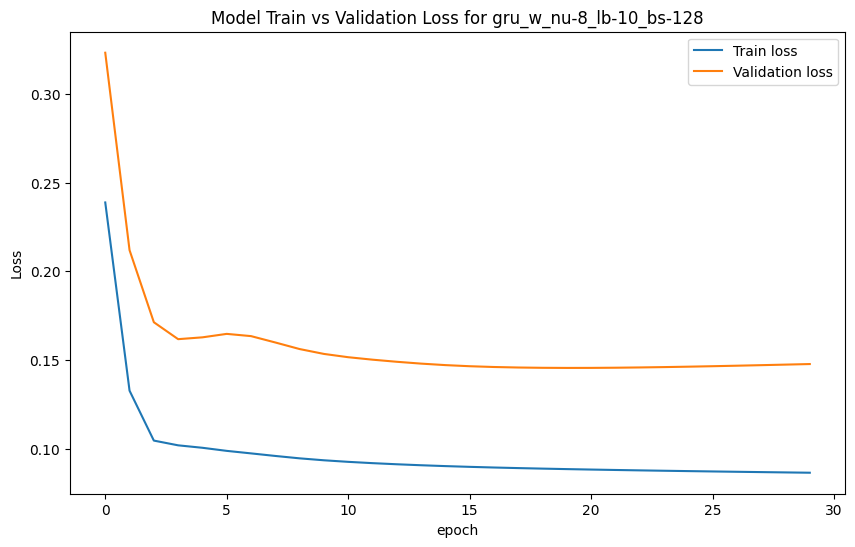 Model Train vs Validation Loss for gru_w_nu-8_lb-10_bs-128
Train loss
Validation loss
0.30
0.25
0.20
0.15
0.10
Loss
0 5 10 15 20 25 30
epoch